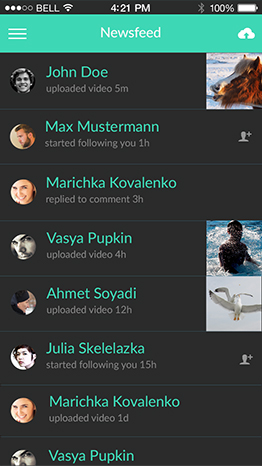 BELL 4:21 PM 100%
Newsfeed
John Doe
uploaded video 5m
Max Mustermann
started following you 1h
Marichka Kovalenko
replied to comment 3h
Vasya Pupkin
uploaded video 4h
Ahmet Soyadi
uploaded video 12h
Julia Skelelazka
started following you 15h
Marichka Kovalenko
uploaded video 1d
Vasya Pupkin